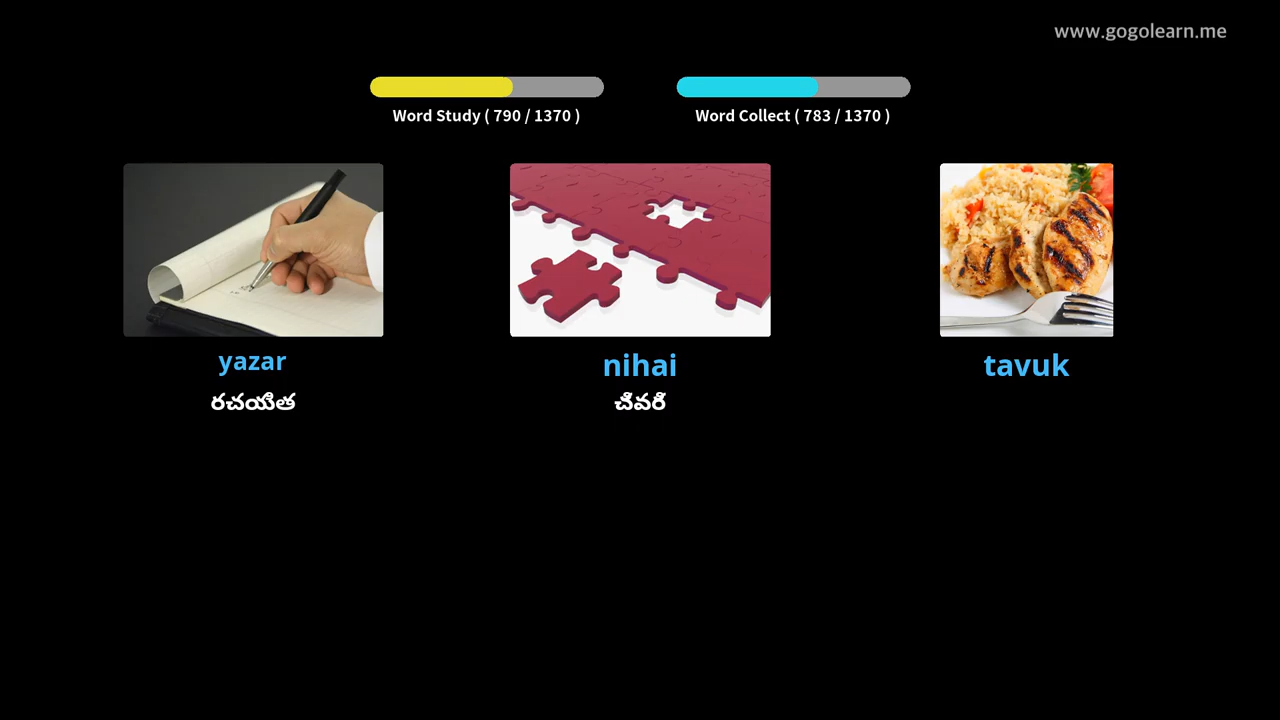 www.gogolearn.me
Word Study ( 790 / 1370 )
Word Collect ( 783 / 1370 )
yazar
nihai
tavuk
రచయిత
చివరి